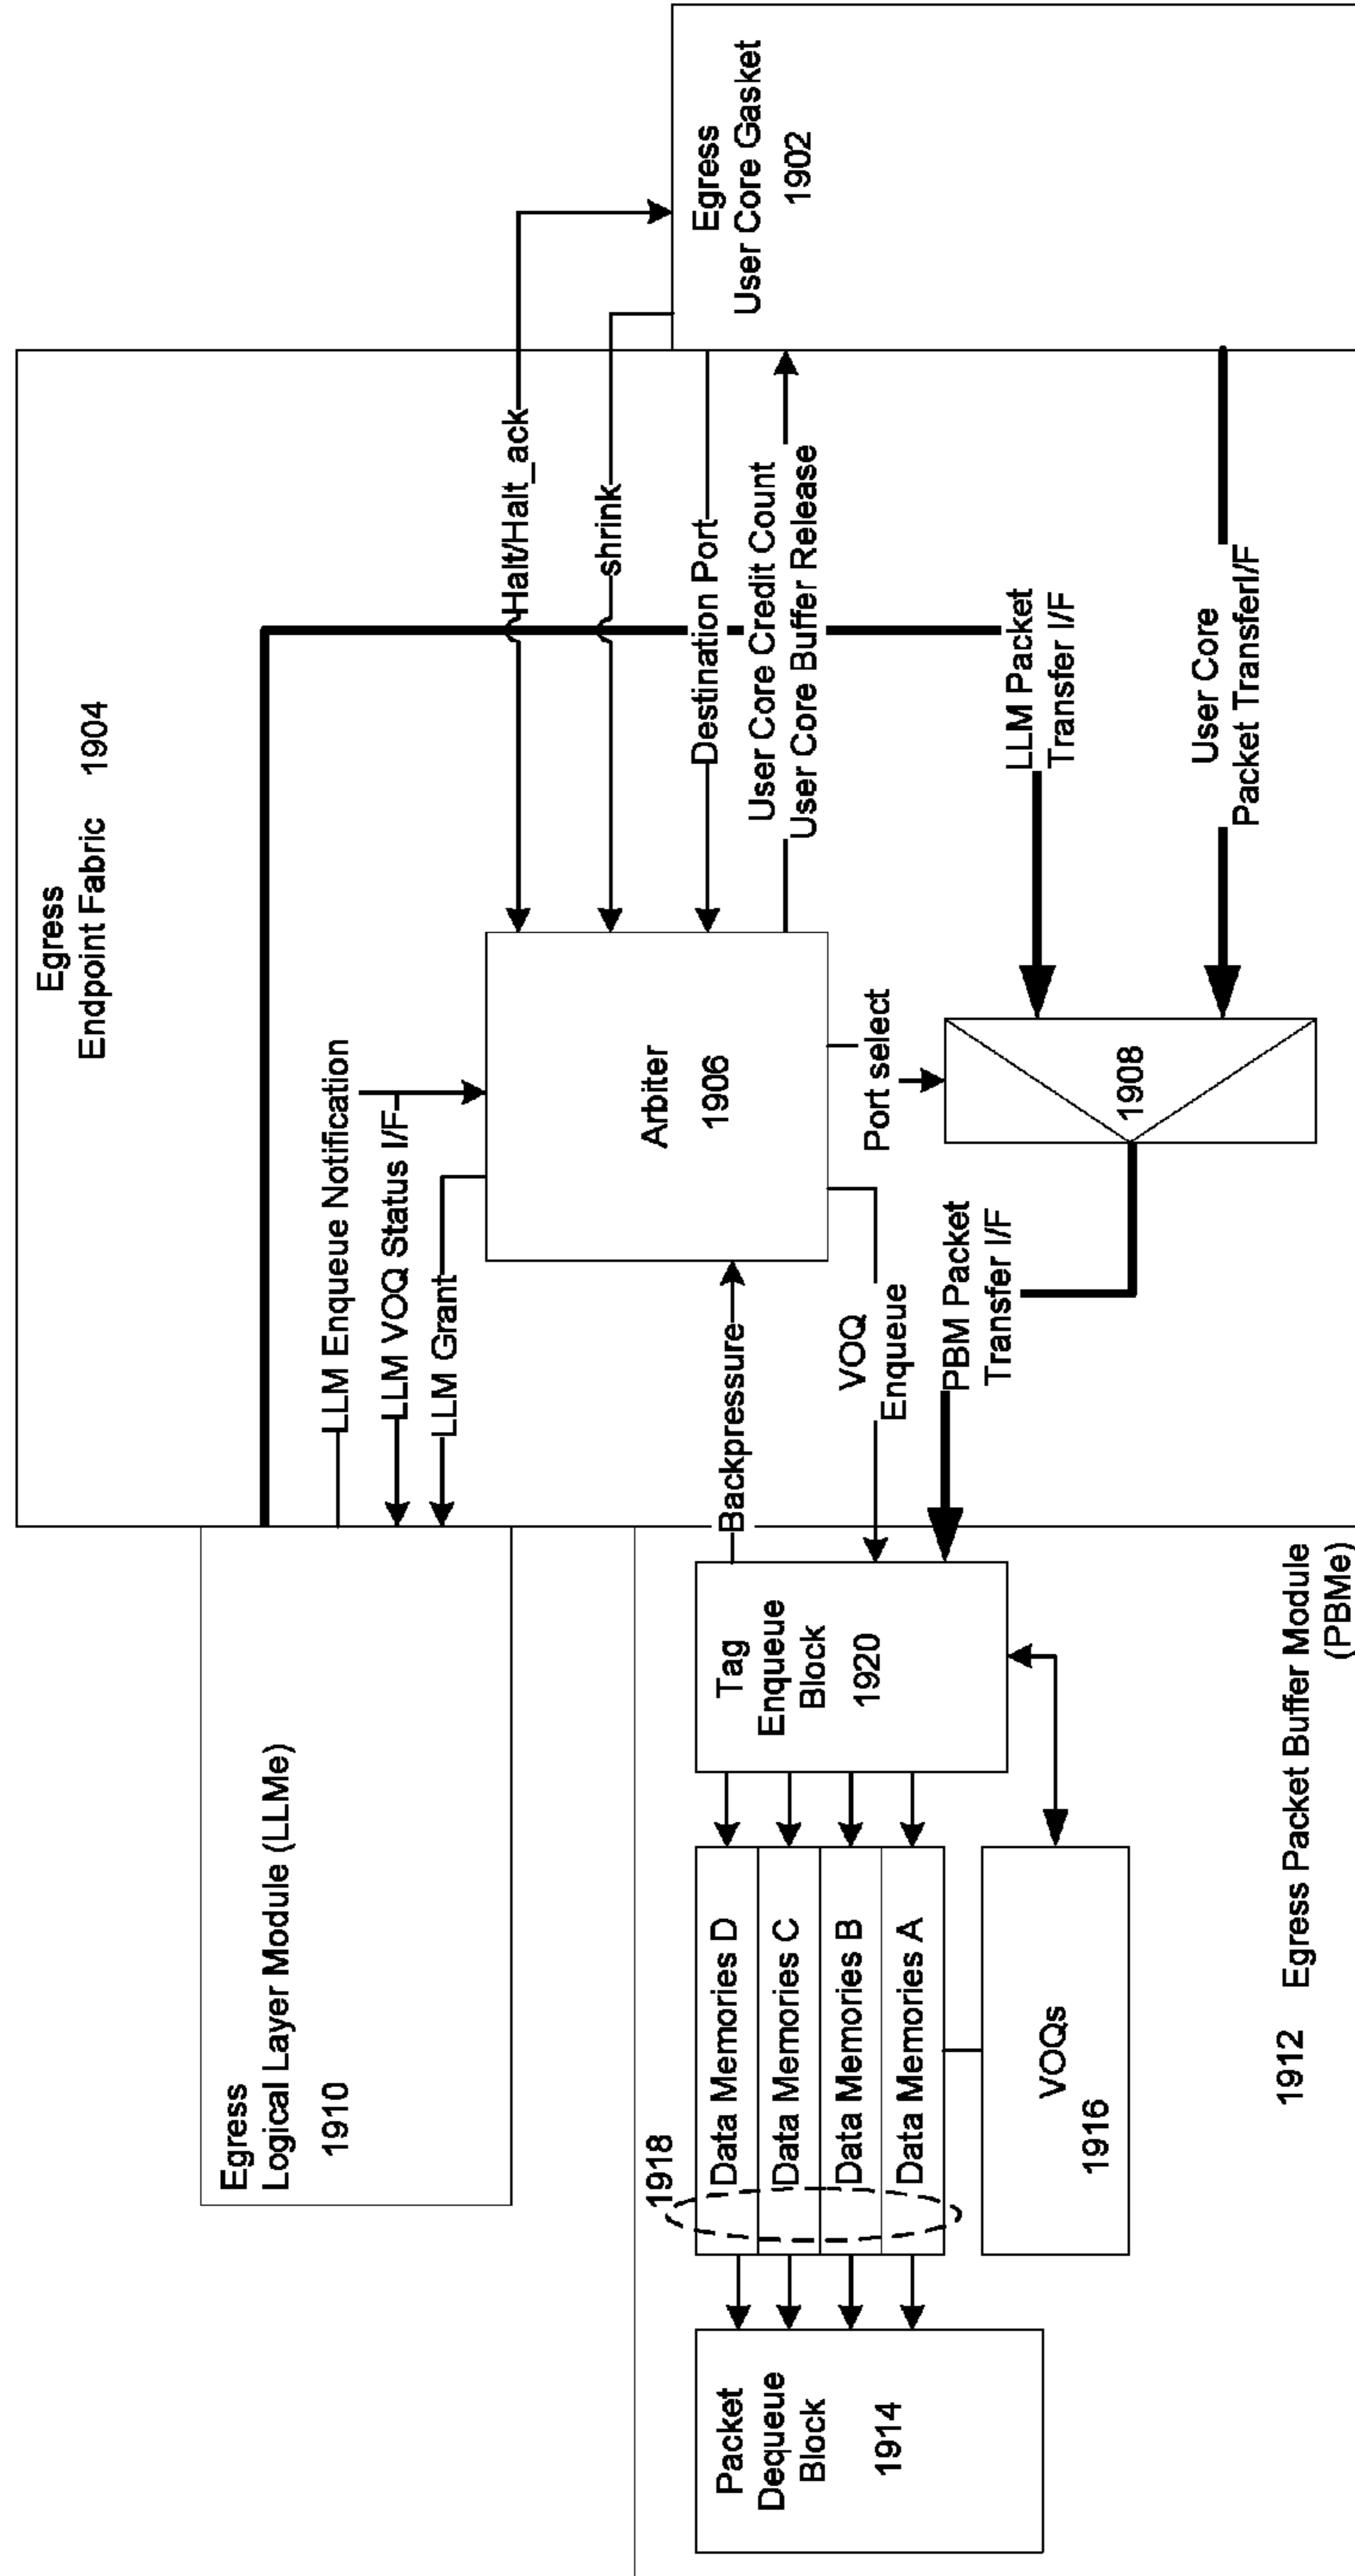 Egress
Logical Layer Module (LLMe)
1910
Egress
Endpoint Fabric 1904
Egress
User Core Gasket
1902
LLM Enqueue Notification
LLM VOQ Status I/F
LLM Grant
Halt/Halt_ack
shrink
Destination Port
User Core Credit Count
User Core Buffer Release
Arbiter
1906
Backpressure
VOQ
Enqueue
Port select
PBM Packet
Transfer I/F
LLM Packet
Transfer I/F
User Core
Packet TransferI/F
1908
Packet
Dequeue
Block
1914
1918
Data Memories D
Data Memories C
Data Memories B
Data Memories A
Tag
Enqueue
Block
1920
VOQs
1916
1912 Egress Packet Buffer Module
(PBMe)